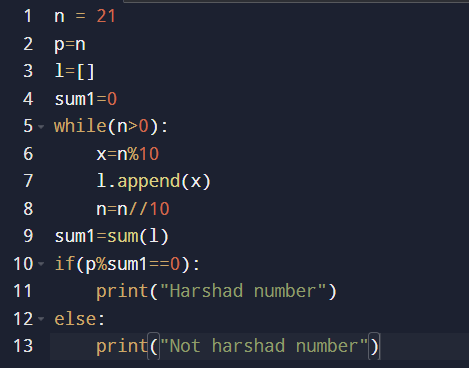 1 n = 21
2 p=n
3 l=[]
4 sum1=0
5 while(n>0):
6 x=n%10
7 l.append(x)
8 n=n//10
9 sum1=sum(l)
10 if(p%sum1==0):
11 print("Harshad number")
12 else:
13 print("Not harshad number")